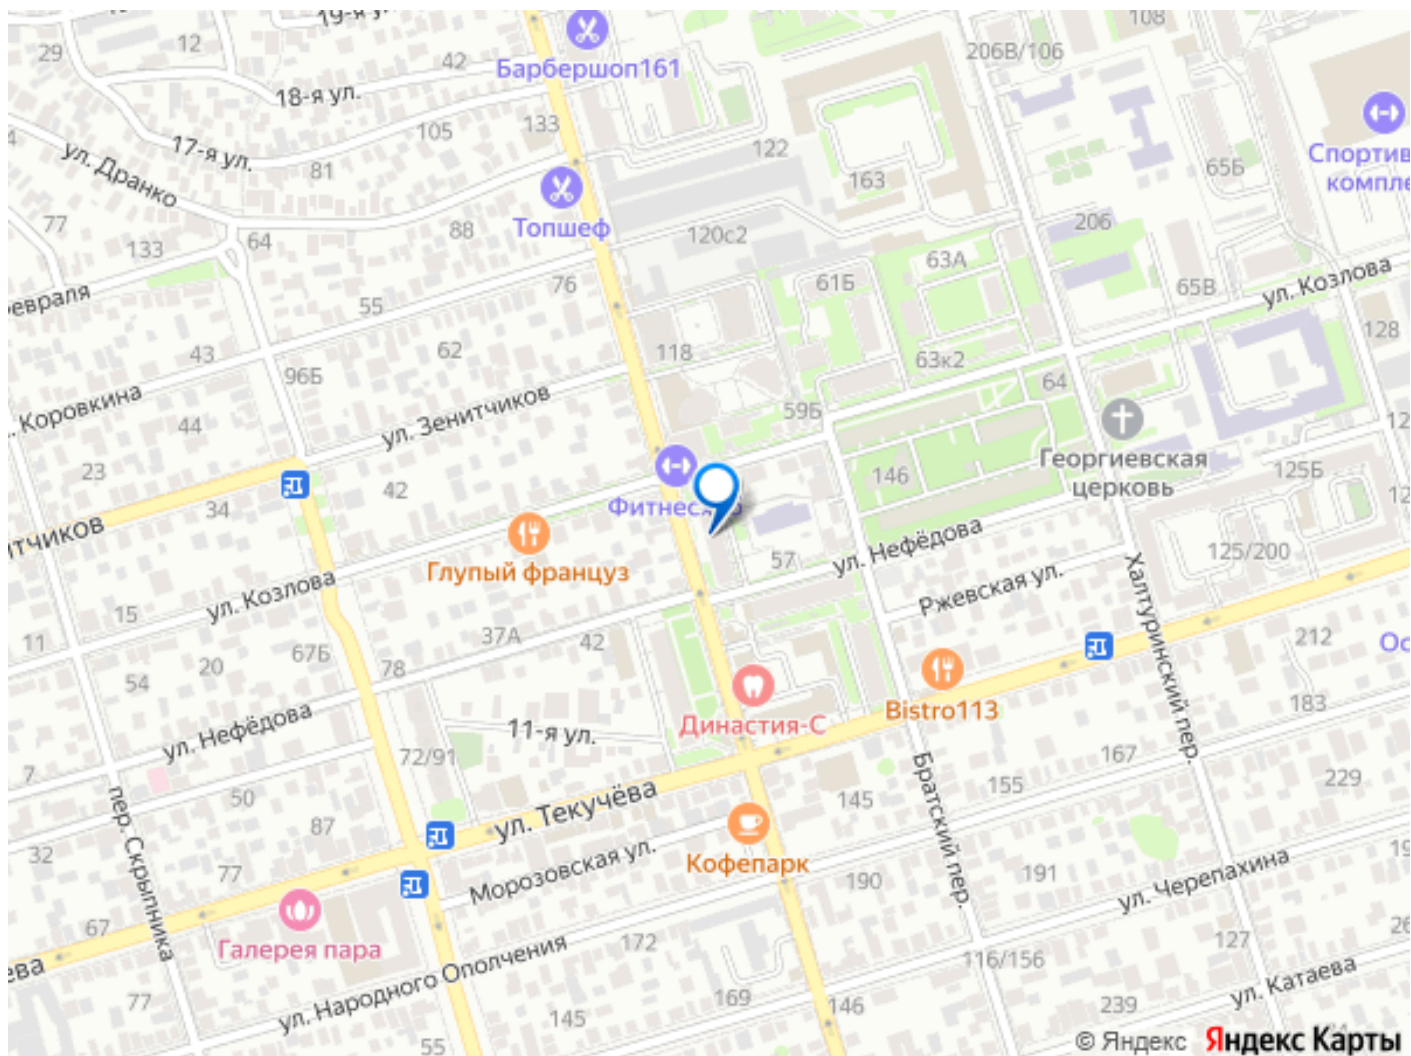 19-я ул.
108
12
29
206В/106
42
Барбершоп161
18-я ул.
133
105
17-я ул.
122
Спортив
комплe
65Б
81
163
ул. Дранко
77
133
64
88
Топшеф
120с2
206
63А
61Б
65В
ул. Козлова
евраля
55
76
128
43
62
118
63к2
96Б
64
Коровкина
44
ул. Зенитчиков
59Б
Георгиевская
церковь
23
42
146
125Б
34
Фитнес
тчиков
57
ул. Нефёдова
125/200
Глупый француз
ул. Козлова
Ржевская ул.
Халтуринский пер.
15
11
37А
42
67Б
20
78
54
212
Ос
ул. Нефёдова
Династия-С
Bistro113
183
11-я ул.
72/91
167
7
50
пер. Скрыпника
ул. Текучёва
145
155
Братский пер.
229
87
32
77
Морозовская ул.
Кофепарк
190
191
ул. Черепахина
67
Галерея пара
172
127
26
ева
ул. Народного Ополчения
116/156
77
169
146
239
ул. Катаева
145
55
© Яндекс Яндекс Карты